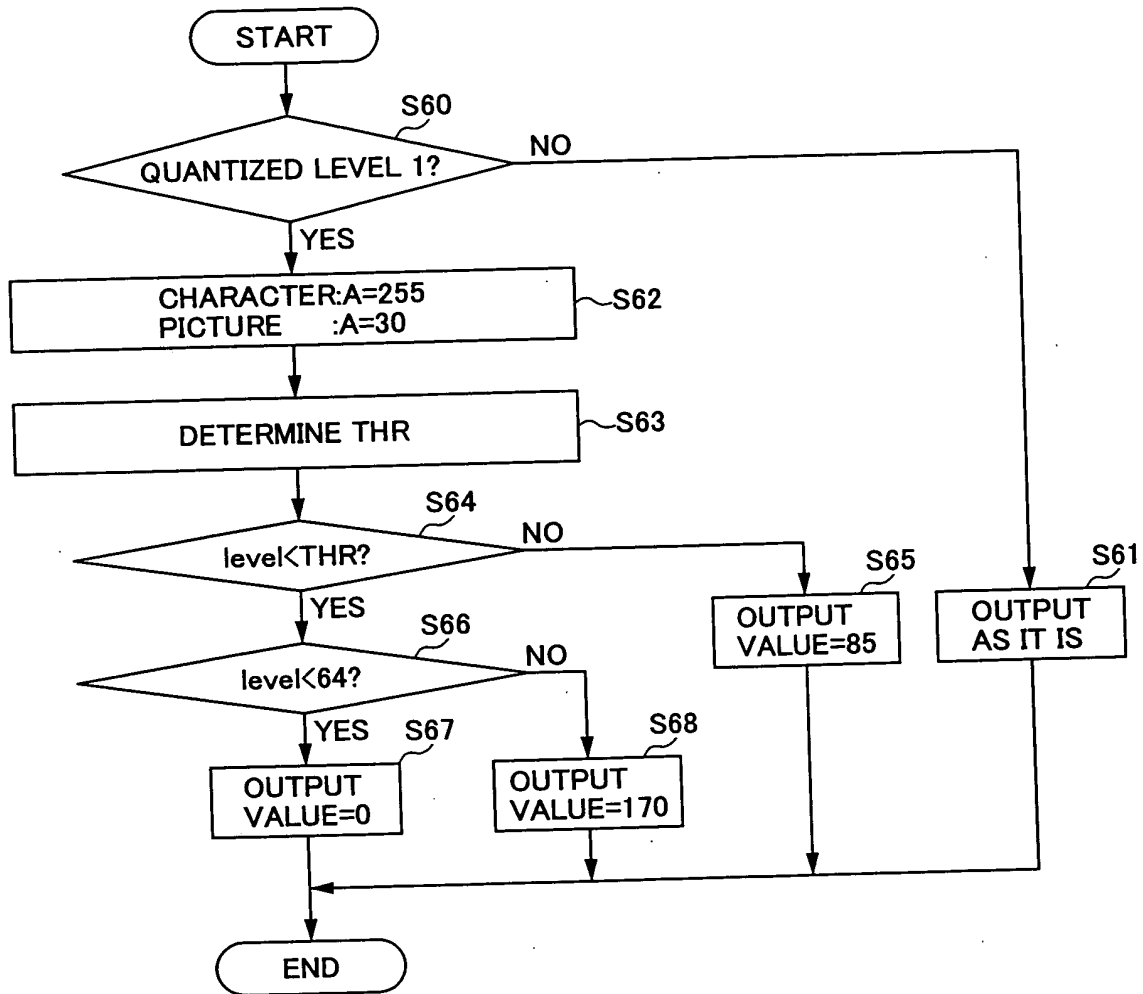 START
S60
QUANTIZED LEVEL 1?
NO
YES
CHARACTER:A=255
PICTURE :A=30
S62
DETERMINE THR
S63
S64
level<THR?
NO
YES
S65
OUTPUT
VALUE=85
S61
OUTPUT
AS IT IS
S66
level<64?
NO
YES
S67
OUTPUT
VALUE=0
S68
OUTPUT
VALUE=170
END